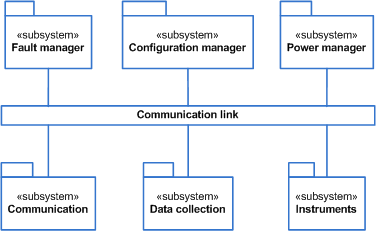 «subsystem»
Fault manager
«subsystem»
Configuration manager
«subsystem»
Power manager
Communication link
«subsystem»
Communication
«subsystem»
Data collection
«subsystem»
Instruments